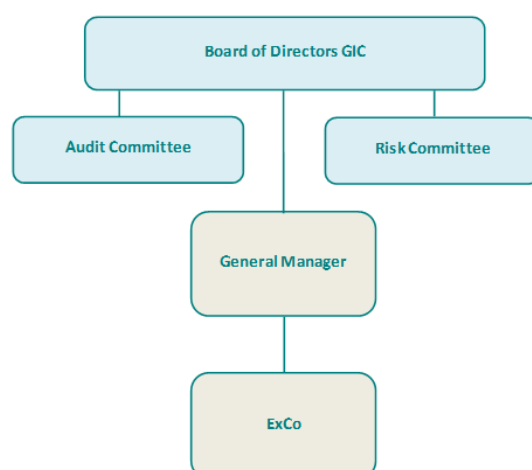 Board of Directors GIC
Audit Committee
Risk Committee
General Manager
ExCo